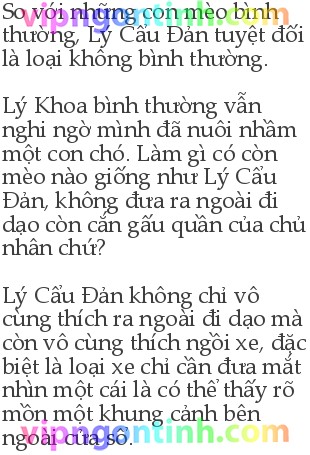 So với những con mèo bình
thường, Lý Cẩu Đản tuyệt đối
là loại không bình thường.
Lý Khoa bình thường vẫn
nghi ngờ mình đã nuôi nhầm
một con chó. Làm gì có còn
mèo nào giống như Lý Cẩu
Đản, không đưa ra ngoài đi
dạo còn cắn gấu quần của chủ
nhân chứ?
Lý Cẩu Đản không chỉ vô
cùng thích ra ngoài đi dạo mà
còn vô cùng thích ngồi xe, đặc
biệt là loại xe chỉ cần đưa mắt
nhìn một cái là có thể thấy rõ
mồn một khung cảnh bên
ngoài cửa sổ.
vipngontinh.com
vipngontinh.com